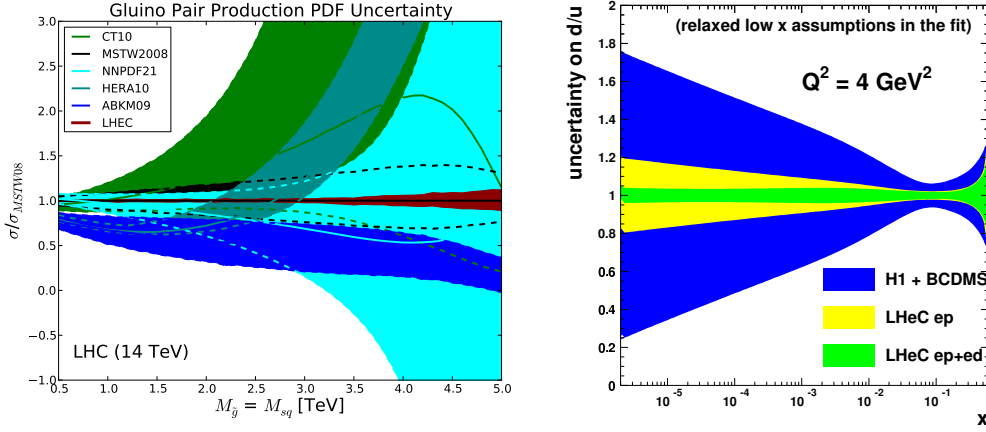 Gluino Pair Production PDF Uncertainty
3.0
2.5
2.0
1.5
1.0
0.5
0.0
−0.5
−1.0
σ/σ_MSTW08
CT10
MSTW2008
NNPDF21
HERA10
ABKM09
LHEC
LHC (14 TeV)
0.5 1.0 1.5 2.0 2.5 3.0 3.5 4.0 4.5 5.0
M_g̃ = M_sq [TeV]
uncertainty on d/u
2
1.8
1.6
1.4
1.2
1
0.8
0.6
0.4
0.2
0
(relaxed low x assumptions in the fit)
Q² = 4 GeV²
H1 + BCDMS
LHeC ep
LHeC ep+ed
10⁻⁵ 10⁻⁴ 10⁻³ 10⁻² 10⁻¹
x